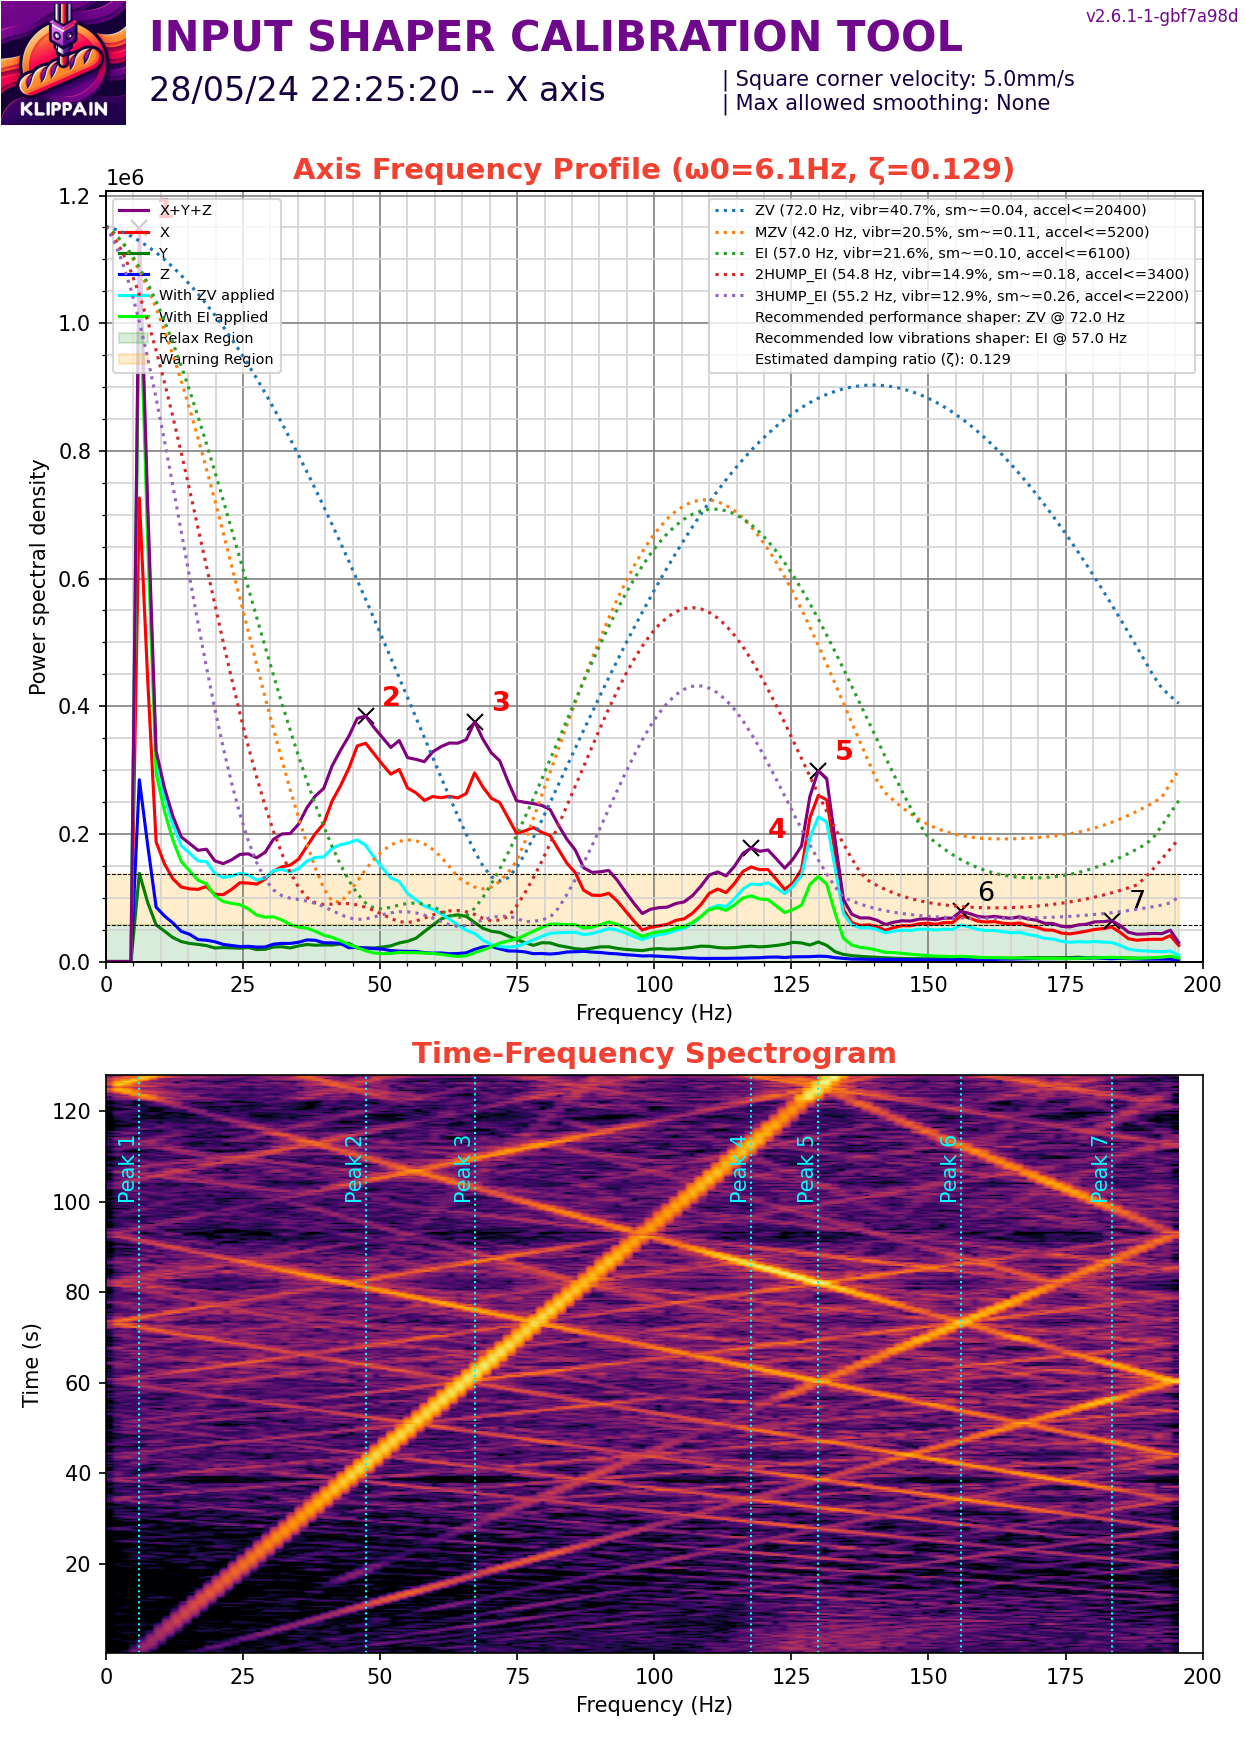 v2.6.1-1-gbf7a98d
INPUT SHAPER CALIBRATION TOOL
28/05/24 22:25:20 -- X axis
| Square corner velocity: 5.0mm/s
| Max allowed smoothing: None
KLIPPAIN
Axis Frequency Profile (ω0=6.1Hz, ζ=0.129)
1e6
1.2
1.0
0.8
0.6
0.4
0.2
0.0
Power spectral density
X+Y+Z
X
Y
Z
With ZV applied
With EI applied
Relax Region
Warning Region
ZV (72.0 Hz, vibr=40.7%, sm~=0.04, accel<=20400)
MZV (42.0 Hz, vibr=20.5%, sm~=0.11, accel<=5200)
EI (57.0 Hz, vibr=21.6%, sm~=0.10, accel<=6100)
2HUMP_EI (54.8 Hz, vibr=14.9%, sm~=0.18, accel<=3400)
3HUMP_EI (55.2 Hz, vibr=12.9%, sm~=0.26, accel<=2200)
Recommended performance shaper: ZV @ 72.0 Hz
Recommended low vibrations shaper: EI @ 57.0 Hz
Estimated damping ratio (ζ): 0.129
1
2
3
4
5
6
7
0 25 50 75 100 125 150 175 200
Frequency (Hz)
Time-Frequency Spectrogram
120
100
80
60
40
20
Time (s)
Peak 1
Peak 2
Peak 3
Peak 4
Peak 5
Peak 6
Peak 7
0 25 50 75 100 125 150 175 200
Frequency (Hz)